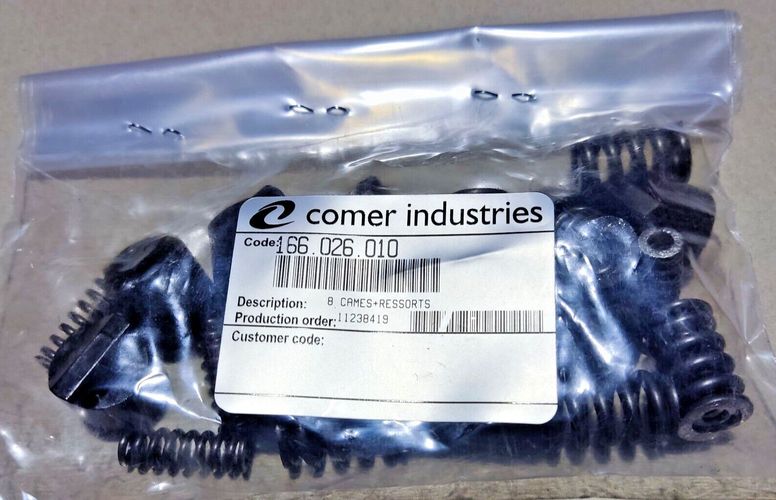 comer industries
Code: 166.026.010
Description: 8 CAMES+RESSORTS
Production order: 11238419
Customer code: